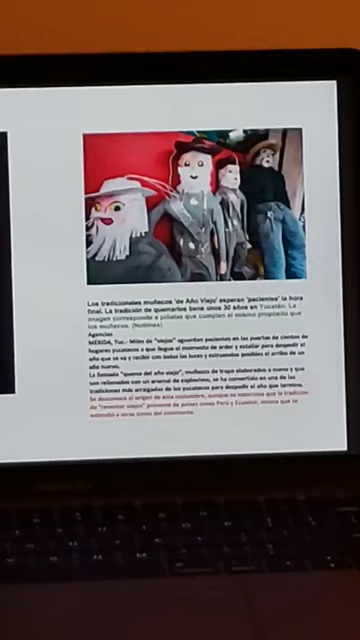 Los tradicionales muñecos 'de Año Viejo' esperan 'pacientes' la hora
final. La tradición de quemarlos tiene unos 30 años en Yucatán. La
imagen corresponde a piñatas que cumplen el mismo propósito que
los muñecos. (Notimex)
Agencias
MÉRIDA, Yuc.- Miles de "viejos" aguardan pacientes en las puertas de cientos de
hogares yucatecos a que llegue el momento de arder y estallar para despedir el
año que se va y recibir con todas las luces y estruendos posibles el arribo de un
año nuevo.
La llamada "quema del año viejo", muñecos de trapo elaborados a mano y que
son rellenados con un arsenal de explosivos, se ha convertido en una de las
tradiciones más arraigadas de los yucatecos para despedir el año que termina.
Se desconoce el origen de esta costumbre, aunque se menciona que la tradición
de "reventar viejos" proviene de países como Perú y Ecuador, misma que se
extendió a otras zonas del continente.